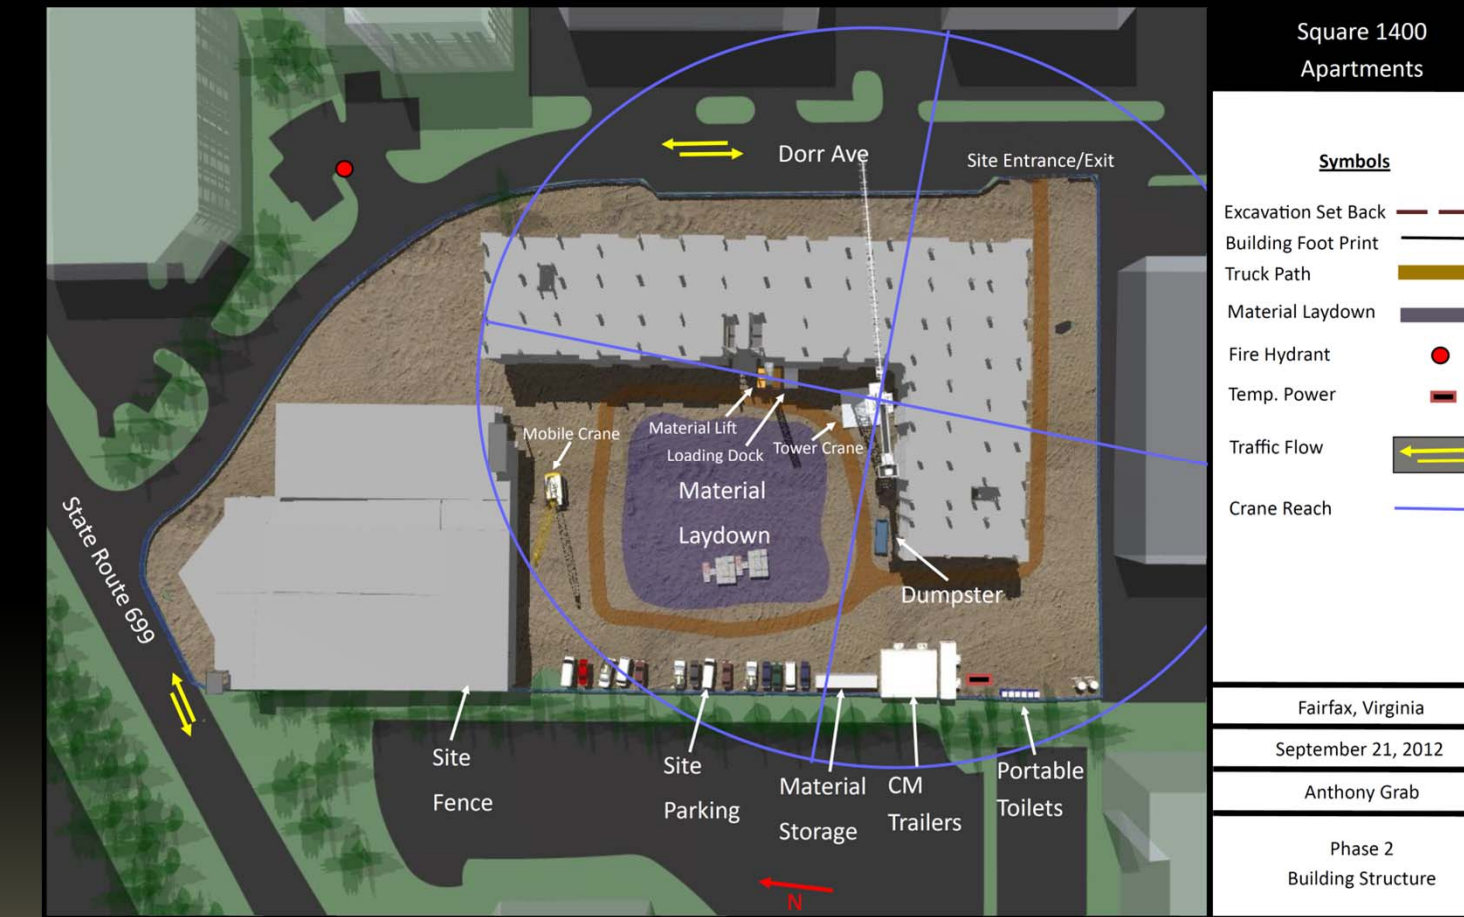 Square 1400
Apartments
Dorr Ave
Site Entrance/Exit
Symbols
Excavation Set Back
Building Foot Print
Truck Path
Material Laydown
Fire Hydrant
Temp. Power
Traffic Flow
Crane Reach
Mobile Crane
Material Lift
Loading Dock
Tower Crane
Material
Laydown
State Route 699
Dumpster
Site
Fence
Site
Parking
Material
Storage
CM
Trailers
Portable
Toilets
N
Fairfax, Virginia
September 21, 2012
Anthony Grab
Phase 2
Building Structure